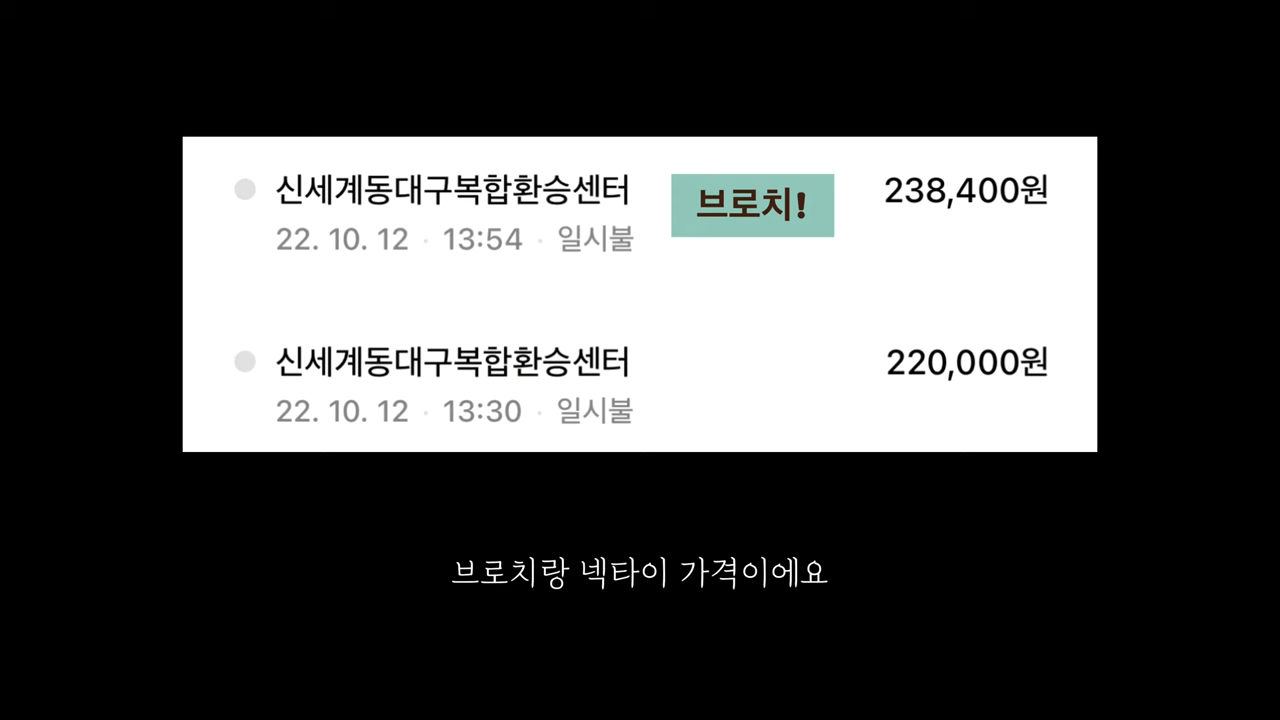 신세계동대구복합환승센터 브로치! 238,400원
22. 10. 12 · 13:54 · 일시불
신세계동대구복합환승센터 220,000원
22. 10. 12 · 13:30 · 일시불
브로치랑 넥타이 가격이에요